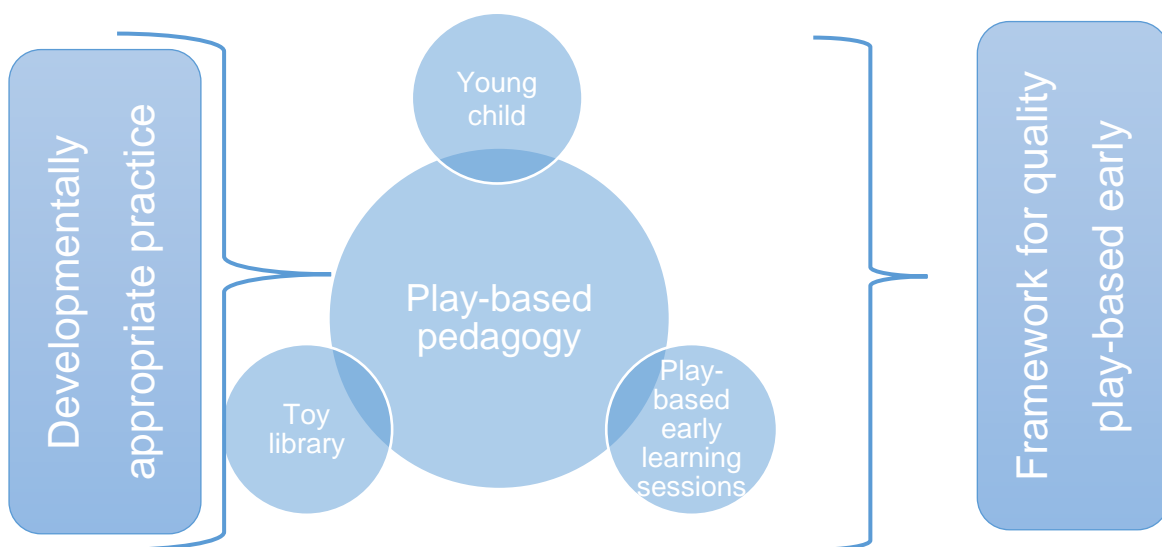 Developmentally
appropriate practice
Young
child
Play-based
pedagogy
Toy
library
Play-
based
early
learning
sessions
Framework for quality
play-based early